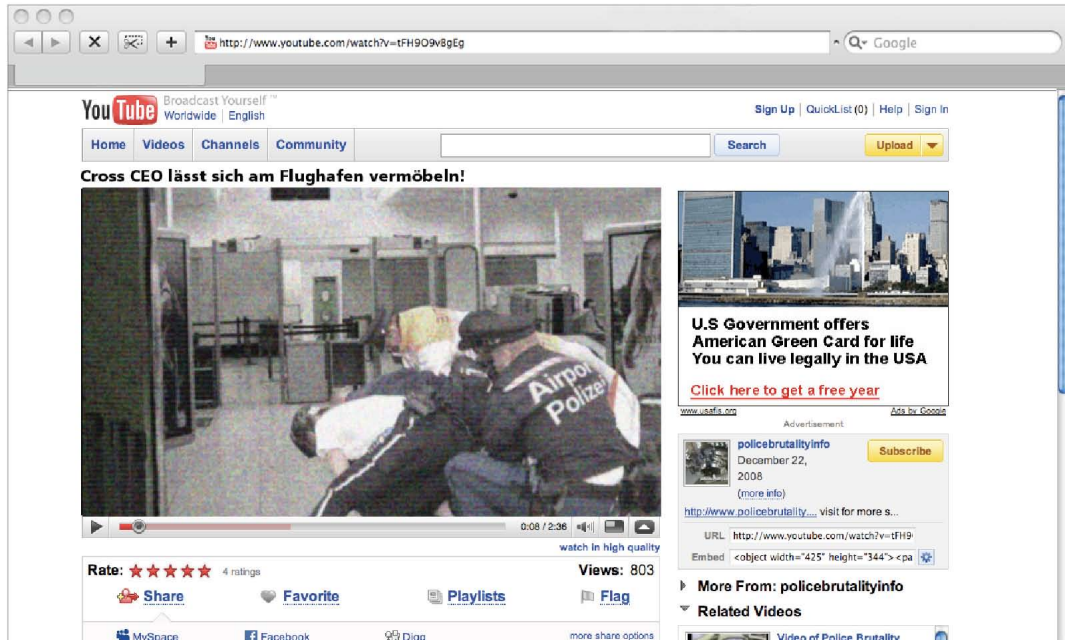 http://www.youtube.com/watch?v=tFH9O9v8gEg
Google
You Tube Broadcast Yourself ™
Worldwide | English
Sign Up | QuickList (0) | Help | Sign In
Home Videos Channels Community
Search
Upload
Cross CEO lässt sich am Flughafen vermöbeln!
Airport
Polizei
0:08 / 2:36
watch in high quality
Rate: 4 ratings
Views: 803
Share Favorite Playlists Flag
MySpace Facebook Digg more share options
U.S Government offers
American Green Card for life
You can live legally in the USA
Click here to get a free year
www.usafis.org Ads by Google
Advertisement
policebrutalityinfo
December 22,
2008
(more info)
Subscribe
http://www.policebrutality.... visit for more s...
URL http://www.youtube.com/watch?v=tFH9
Embed <object width="425" height="344"> <pa
More From: policebrutalityinfo
Related Videos
Video of Police Brutality